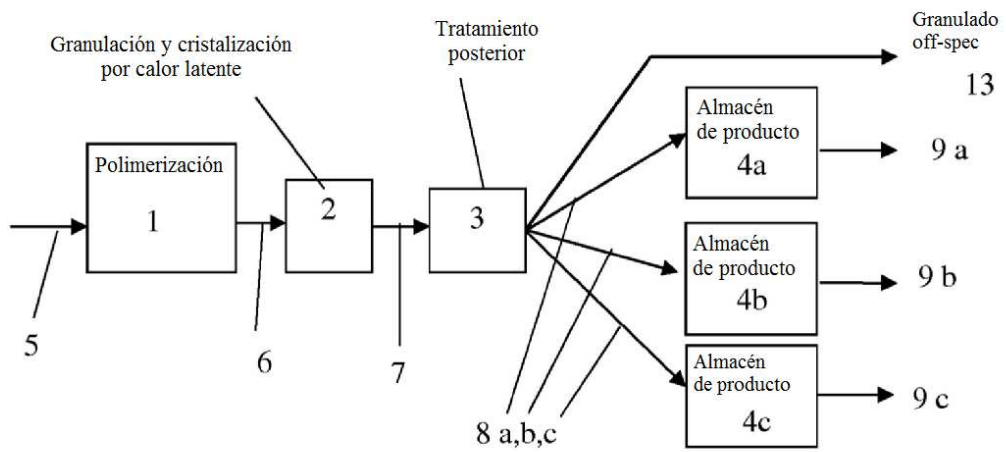 Granulación y cristalización
por calor latente
Tratamiento
posterior
Granulado
off-spec
13
Polimerización
1
2
3
Almacén
de producto
4a
9 a
Almacén
de producto
4b
9 b
Almacén
de producto
4c
9 c
5
6
7
8 a,b,c